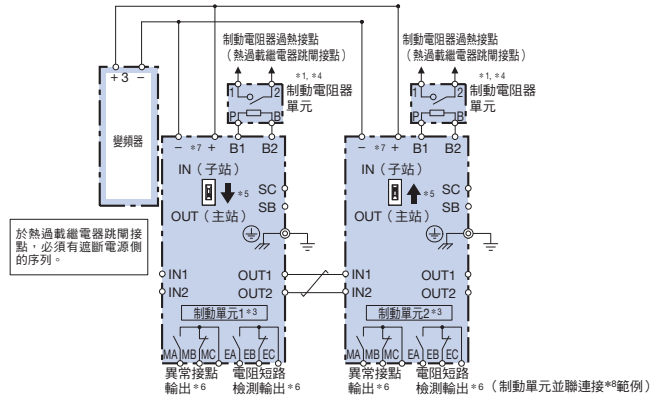 制動電阻器過熱接點
（熱過載繼電器跳閘接點）
*1, *4
1 2
制動電阻器
單元
P B
制動電阻器過熱接點
（熱過載繼電器跳閘接點）
*1, *4
1 2
制動電阻器
單元
P B
+3 −
變頻器
− *7 + B1 B2
IN（子站）
*5
OUT（主站）
SC
SB
IN1
IN2
OUT1
OUT2
制動單元1*3
MA MB MC EA EB EC
異常接點
輸出*6
電阻短路
檢測輸出*6
− *7 + B1 B2
IN（子站）
*5
OUT（主站）
SC
SB
IN1
IN2
OUT1
OUT2
制動單元2*3
MA MB MC EA EB EC
異常接點
輸出*6
電阻短路
檢測輸出*6
（制動單元並聯連接*8範例）
於熱過載繼電器跳閘接
點，必須有遮斷電源側
的序列。